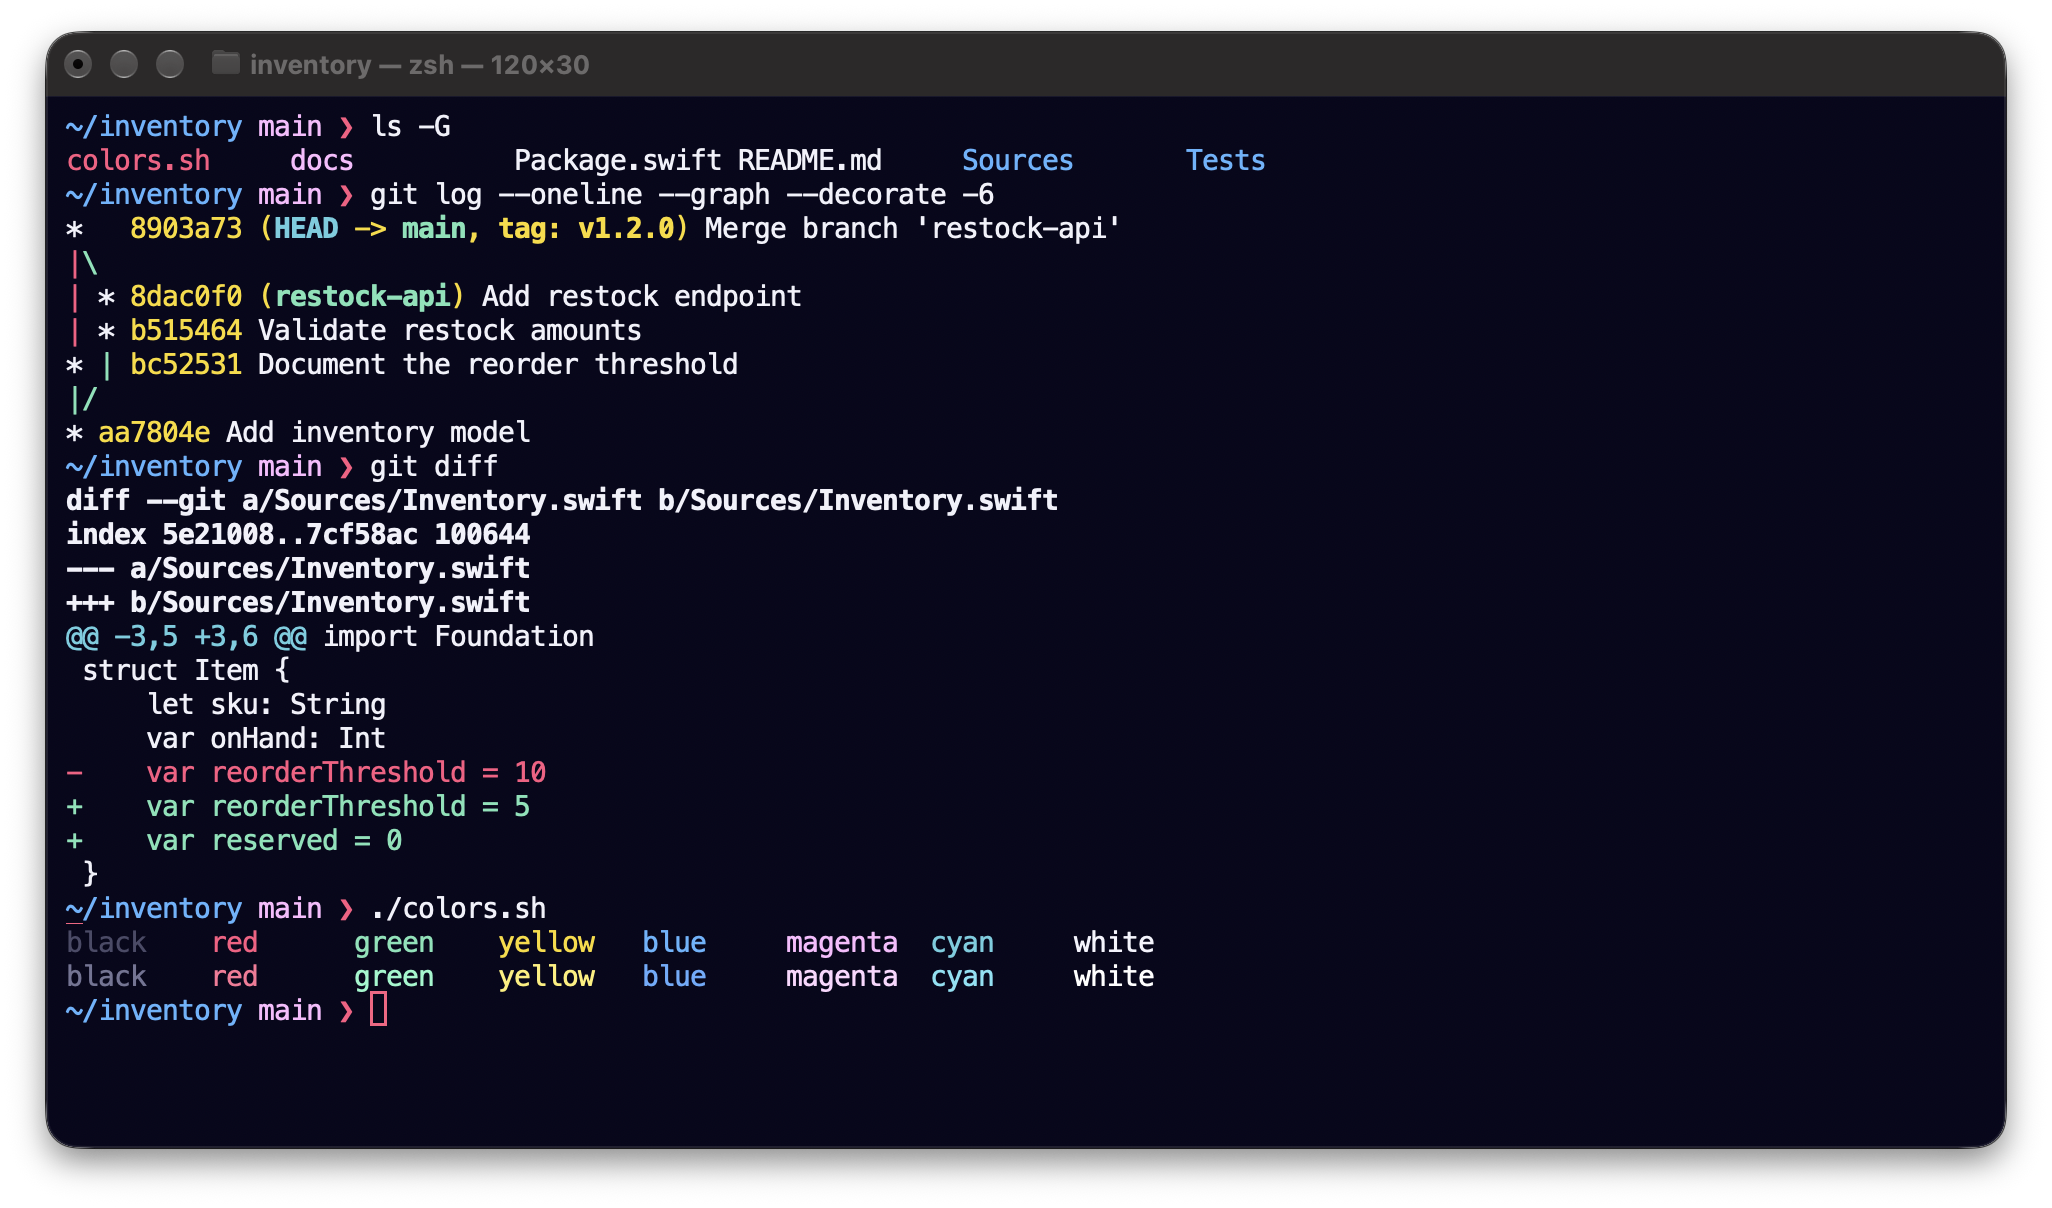 inventory — zsh — 120×30
~/inventory main ❯ ls -G
colors.sh     docs          Package.swift README.md     Sources       Tests
~/inventory main ❯ git log --oneline --graph --decorate -6
*   8903a73 (HEAD -> main, tag: v1.2.0) Merge branch 'restock-api'
|\
| * 8dac0f0 (restock-api) Add restock endpoint
| * b515464 Validate restock amounts
* | bc52531 Document the reorder threshold
|/
* aa7804e Add inventory model
~/inventory main ❯ git diff
diff --git a/Sources/Inventory.swift b/Sources/Inventory.swift
index 5e21008..7cf58ac 100644
--- a/Sources/Inventory.swift
+++ b/Sources/Inventory.swift
@@ -3,5 +3,6 @@ import Foundation
 struct Item {
     let sku: String
     var onHand: Int
-    var reorderThreshold = 10
+    var reorderThreshold = 5
+    var reserved = 0
 }
~/inventory main ❯ ./colors.sh
black    red      green    yellow   blue     magenta  cyan     white
black    red      green    yellow   blue     magenta  cyan     white
~/inventory main ❯